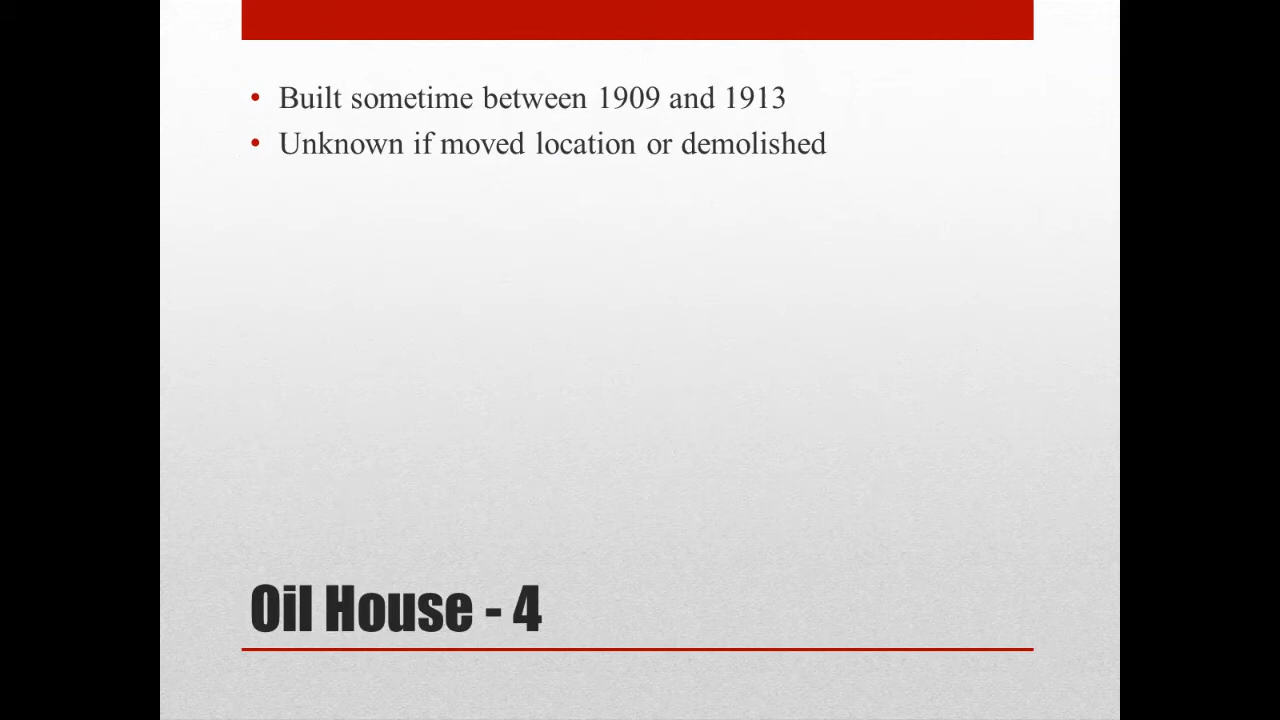 • Built sometime between 1909 and 1913
• Unknown if moved location or demolished
Oil House - 4